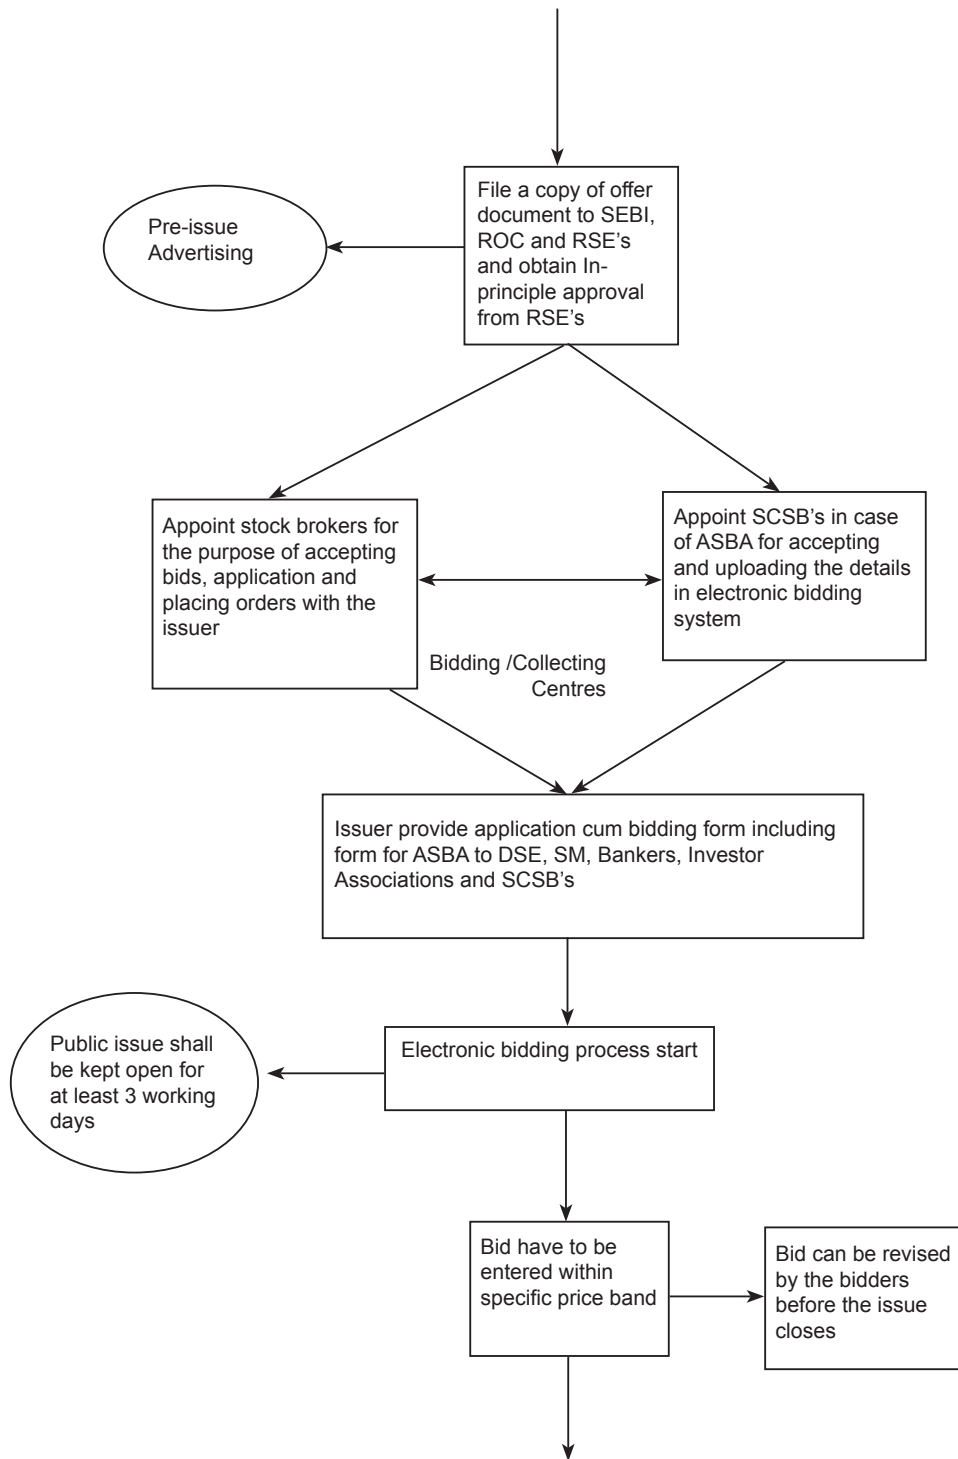 File a copy of offer
document to SEBI,
ROC and RSE's
and obtain In-
principle approval
from RSE's
Pre-issue
Advertising
Appoint stock brokers for
the purpose of accepting
bids, application and
placing orders with the
issuer
Appoint SCSB's in case
of ASBA for accepting
and uploading the details
in electronic bidding
system
Bidding /Collecting
Centres
Issuer provide application cum bidding form including
form for ASBA to DSE, SM, Bankers, Investor
Associations and SCSB's
Electronic bidding process start
Public issue shall
be kept open for
at least 3 working
days
Bid have to be
entered within
specific price band
Bid can be revised
by the bidders
before the issue
closes